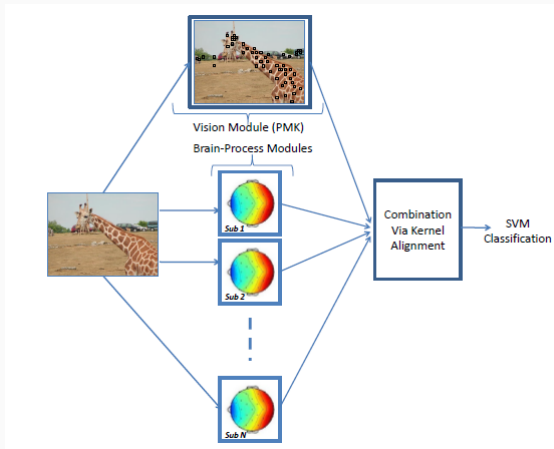 Vision Module (PMK)
Brain-Process Modules
Sub 1
Sub 2
Sub N
Combination
Via Kernel
Alignment
SVM
Classification